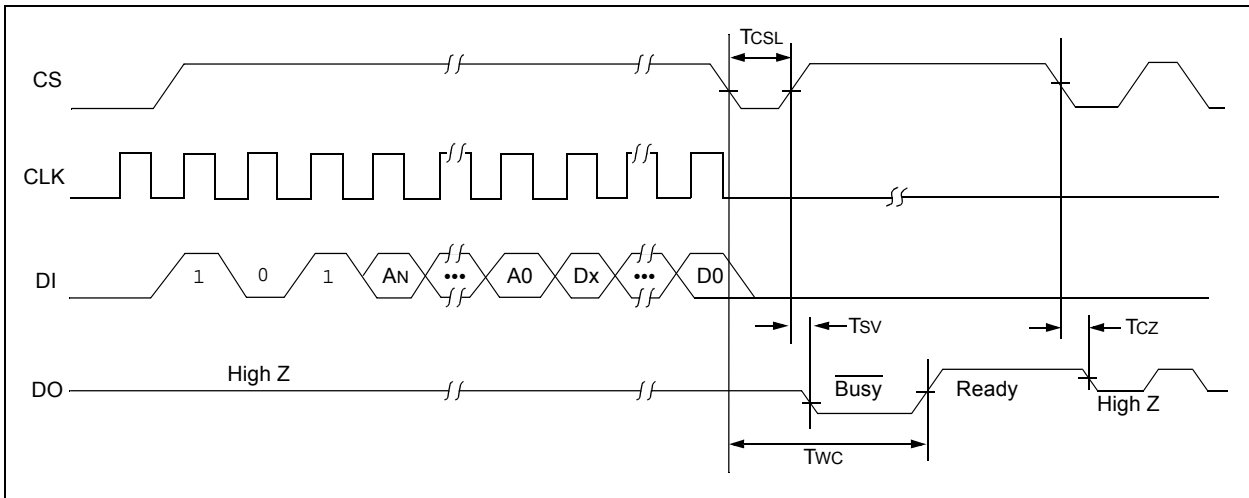 TCSL
CS
CLK
DI
1 0 1 AN ••• A0 Dx ••• D0
TSV
TCZ
DO
High Z
Busy
Ready
High Z
TWC